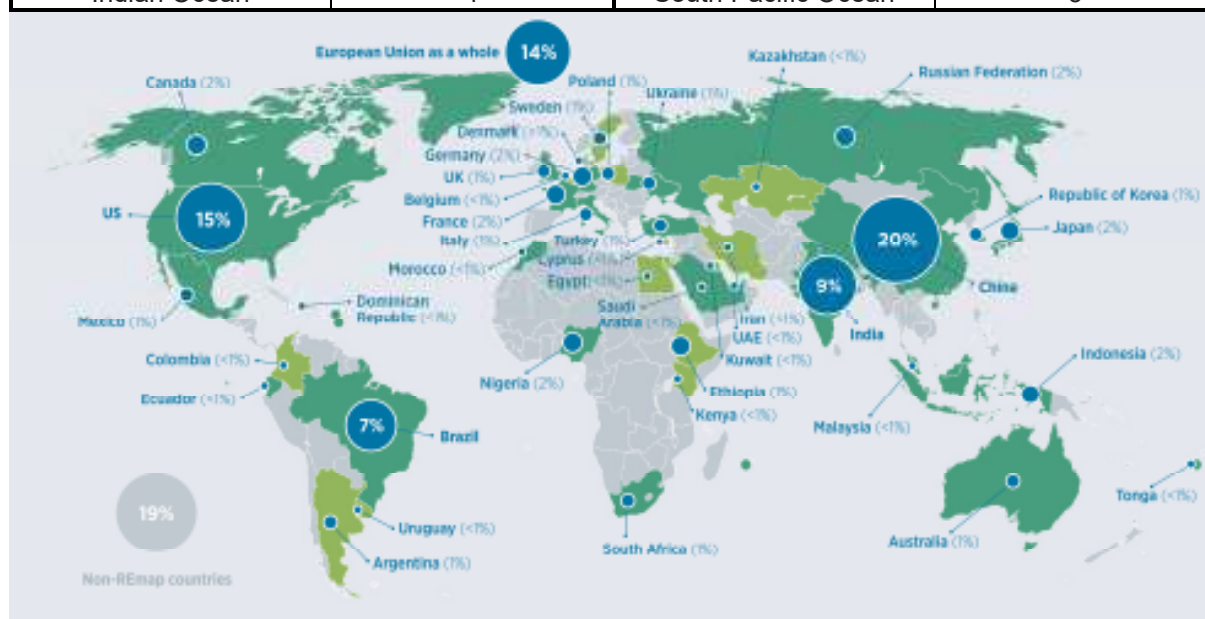 Indian Ocean
South Pacific Ocean
European Union as a whole
14%
Kazakhstan (<1%)
Canada (2%)
Poland (1%)
Russian Federation (2%)
Ukraine (1%)
Sweden (1%)
Denmark (<1%)
Germany (2%)
UK (1%)
Belgium (<1%)
Republic of Korea (1%)
US
15%
France (2%)
Japan (2%)
Italy (1%)
Turkey (1%)
20%
Cyprus (<1%)
Morocco (<1%)
Egypt(<1%)
9%
China
Dominican
Republic (<1%)
Saudi
Arabia (<1%)
Iran (<1%)
Mexico (1%)
UAE (<1%)
India
Colombia (<1%)
Kuwait (<1%)
Indonesia (2%)
Nigeria (2%)
Ethiopia (1%)
Ecuador (<1%)
Kenya (<1%)
Malaysia (<1%)
7%
Brazil
Tonga (<1%)
19%
Uruguay (<1%)
Australia (1%)
South Africa (1%)
Argentina (1%)
Non-REmap countries